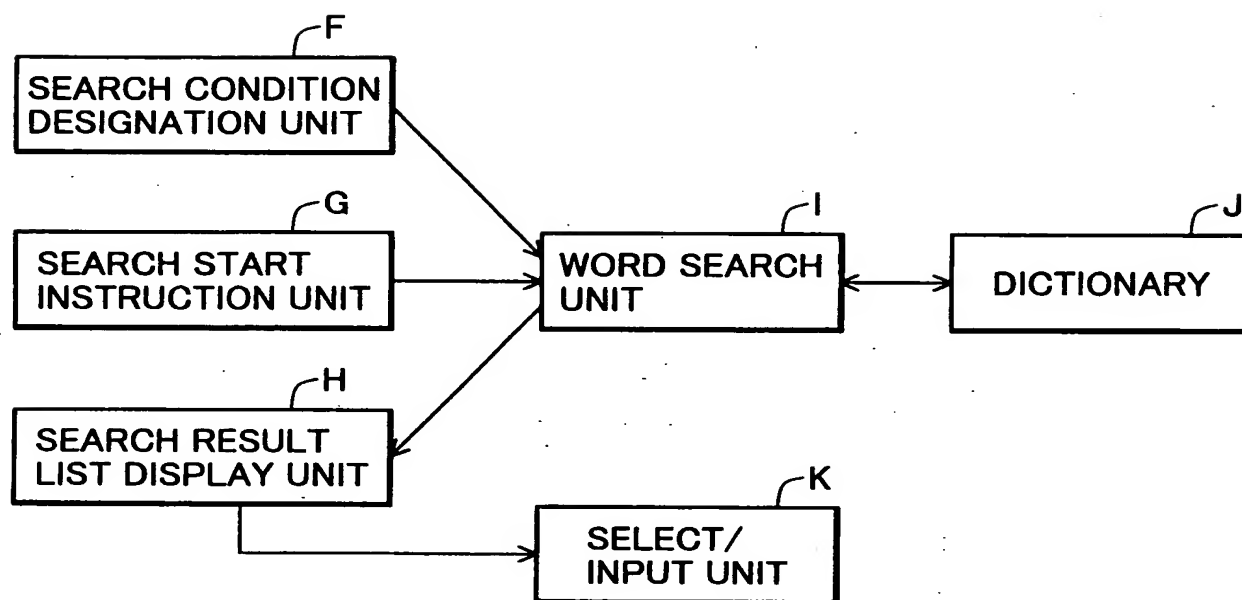 F
SEARCH CONDITION
DESIGNATION UNIT
G
SEARCH START
INSTRUCTION UNIT
I
WORD SEARCH
UNIT
J
DICTIONARY
H
SEARCH RESULT
LIST DISPLAY UNIT
K
SELECT/
INPUT UNIT